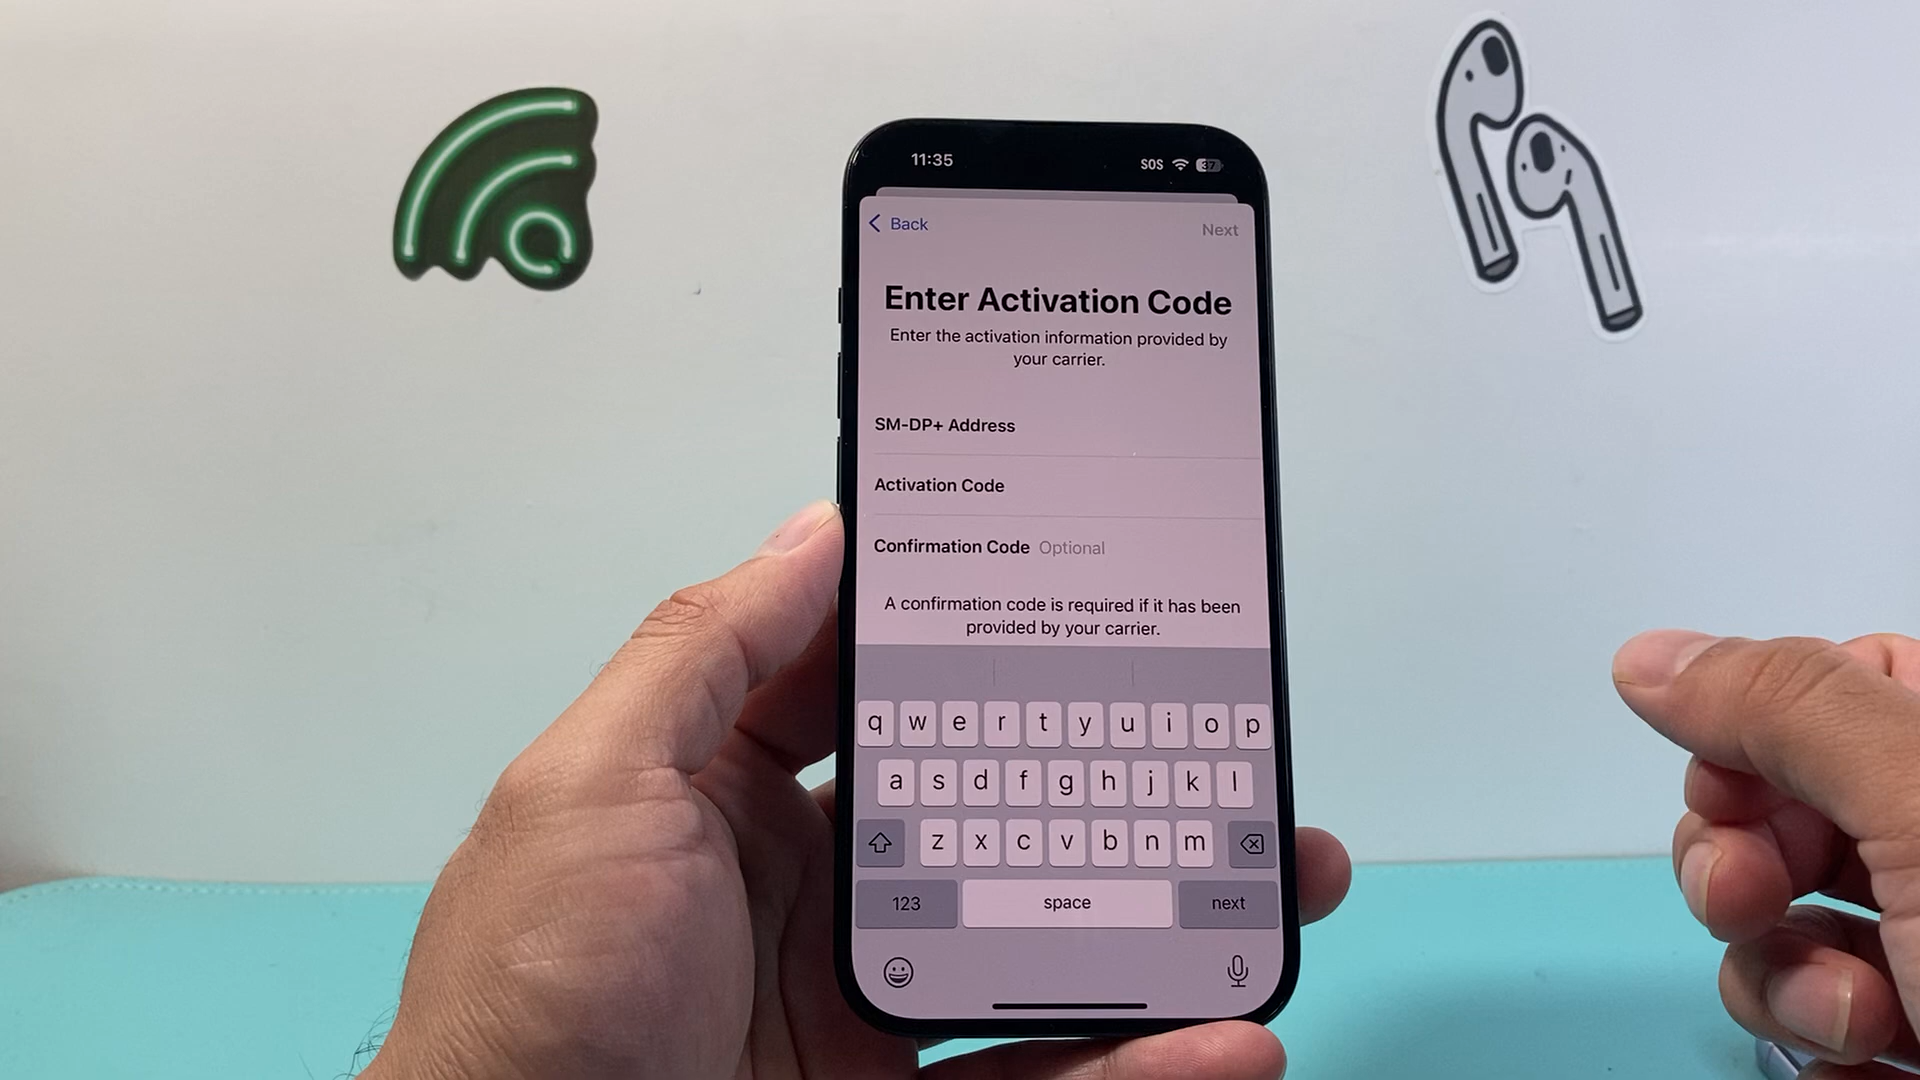 11:35
SOS
37
Back
Next
Enter Activation Code
Enter the activation information provided by
your carrier.
SM-DP+ Address
Activation Code
Confirmation Code Optional
A confirmation code is required if it has been
provided by your carrier.
q w e r t y u i o p
a s d f g h j k l
z x c v b n m
123 space next